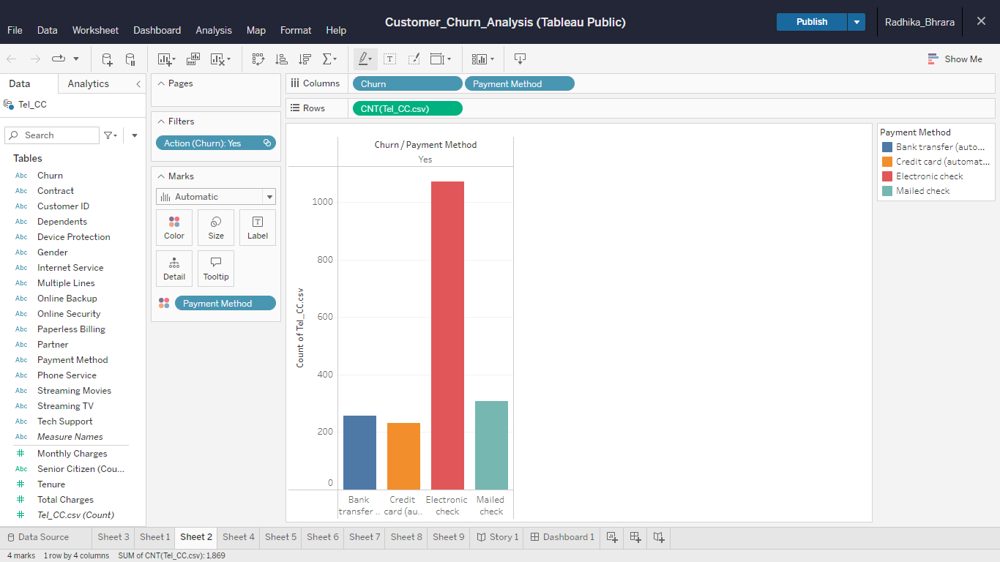 Customer_Churn_Analysis (Tableau Public)
Publish
Radhika_Bhrara
File Data Worksheet Dashboard Analysis Map Format Help
Show Me
Data Analytics
Tel_CC
Search
Tables
Abc Churn
Abc Contract
Abc Customer ID
Abc Dependents
Abc Device Protection
Abc Gender
Abc Internet Service
Abc Multiple Lines
Abc Online Backup
Abc Online Security
Abc Paperless Billing
Abc Partner
Abc Payment Method
Abc Phone Service
Abc Streaming Movies
Abc Streaming TV
Abc Tech Support
Abc Measure Names
# Monthly Charges
Abc Senior Citizen (Cou...
# Tenure
# Total Charges
# Tel_CC.csv (Count)
Pages
Filters
Action (Churn): Yes
Marks
Automatic
Color Size Label
Detail Tooltip
Payment Method
Columns Churn Payment Method
Rows CNT(Tel_CC.csv)
Churn / Payment Method
Yes
Count of Tel_CC.csv
1000
800
600
400
200
0
Bank transfer ..
Credit card (au..
Electronic check
Mailed check
Payment Method
Bank transfer (auto...
Credit card (automat...
Electronic check
Mailed check
Data Source Sheet 3 Sheet 1 Sheet 2 Sheet 4 Sheet 5 Sheet 6 Sheet 7 Sheet 8 Sheet 9 Story 1 Dashboard 1
4 marks 1 row by 4 columns SUM of CNT(Tel_CC.csv): 1,869